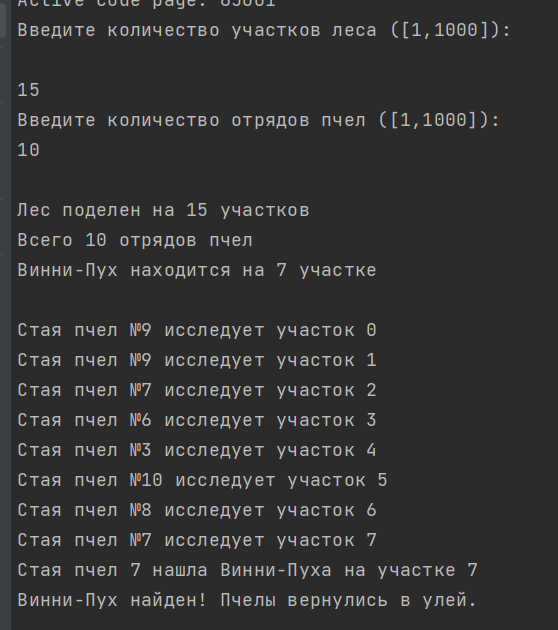 Active code page: 65001
Введите количество участков леса ([1,1000]):
15
Введите количество отрядов пчел ([1,1000]):
10
Лес поделен на 15 участков
Всего 10 отрядов пчел
Винни-Пух находится на 7 участке
Стая пчел №9 исследует участок 0
Стая пчел №9 исследует участок 1
Стая пчел №7 исследует участок 2
Стая пчел №6 исследует участок 3
Стая пчел №3 исследует участок 4
Стая пчел №10 исследует участок 5
Стая пчел №8 исследует участок 6
Стая пчел №7 исследует участок 7
Стая пчел 7 нашла Винни-Пуха на участке 7
Винни-Пух найден! Пчелы вернулись в улей.